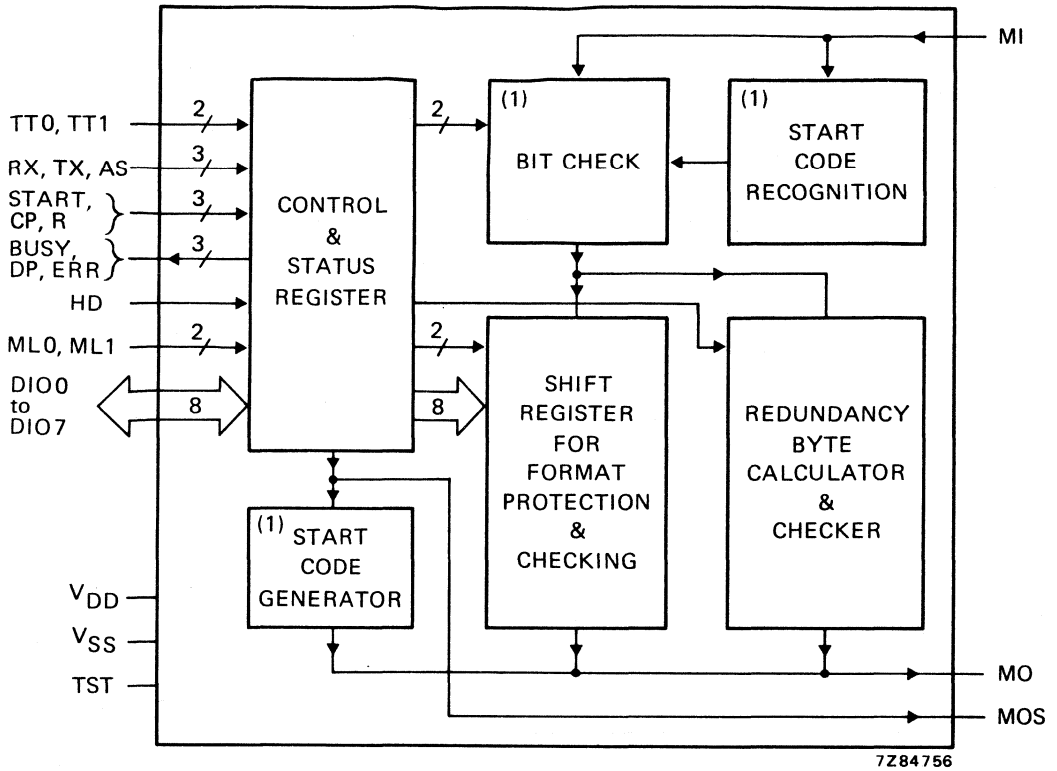 MI
TT0, TT1
2
2
(1)
BIT CHECK
(1)
START
CODE
RECOGNITION
RX, TX, AS
3
START,
CP, R
3
BUSY,
DP, ERR
3
HD
ML0, ML1
2
2
DIO0
to
DIO7
8
8
CONTROL
&
STATUS
REGISTER
SHIFT
REGISTER
FOR
FORMAT
PROTECTION
&
CHECKING
REDUNDANCY
BYTE
CALCULATOR
&
CHECKER
(1)
START
CODE
GENERATOR
VDD
VSS
TST
MO
MOS
7Z84756